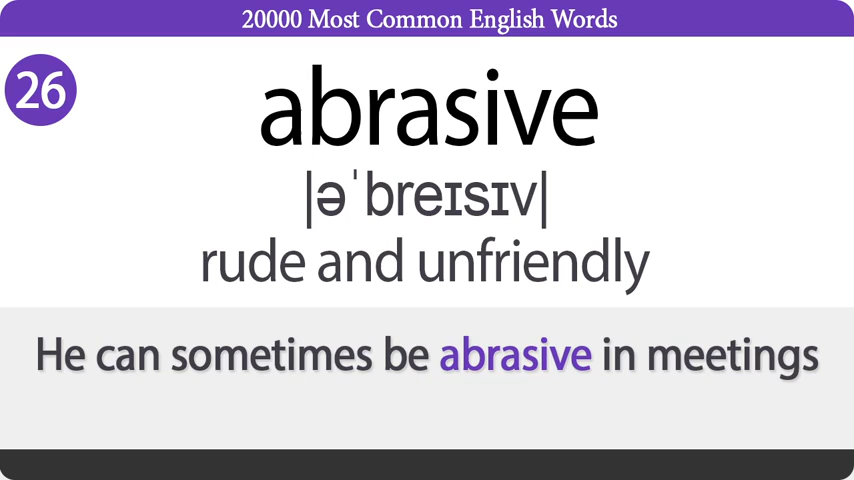 20000 Most Common English Words
26
abrasive
|əˈbreɪsɪv|
rude and unfriendly
He can sometimes be abrasive in meetings